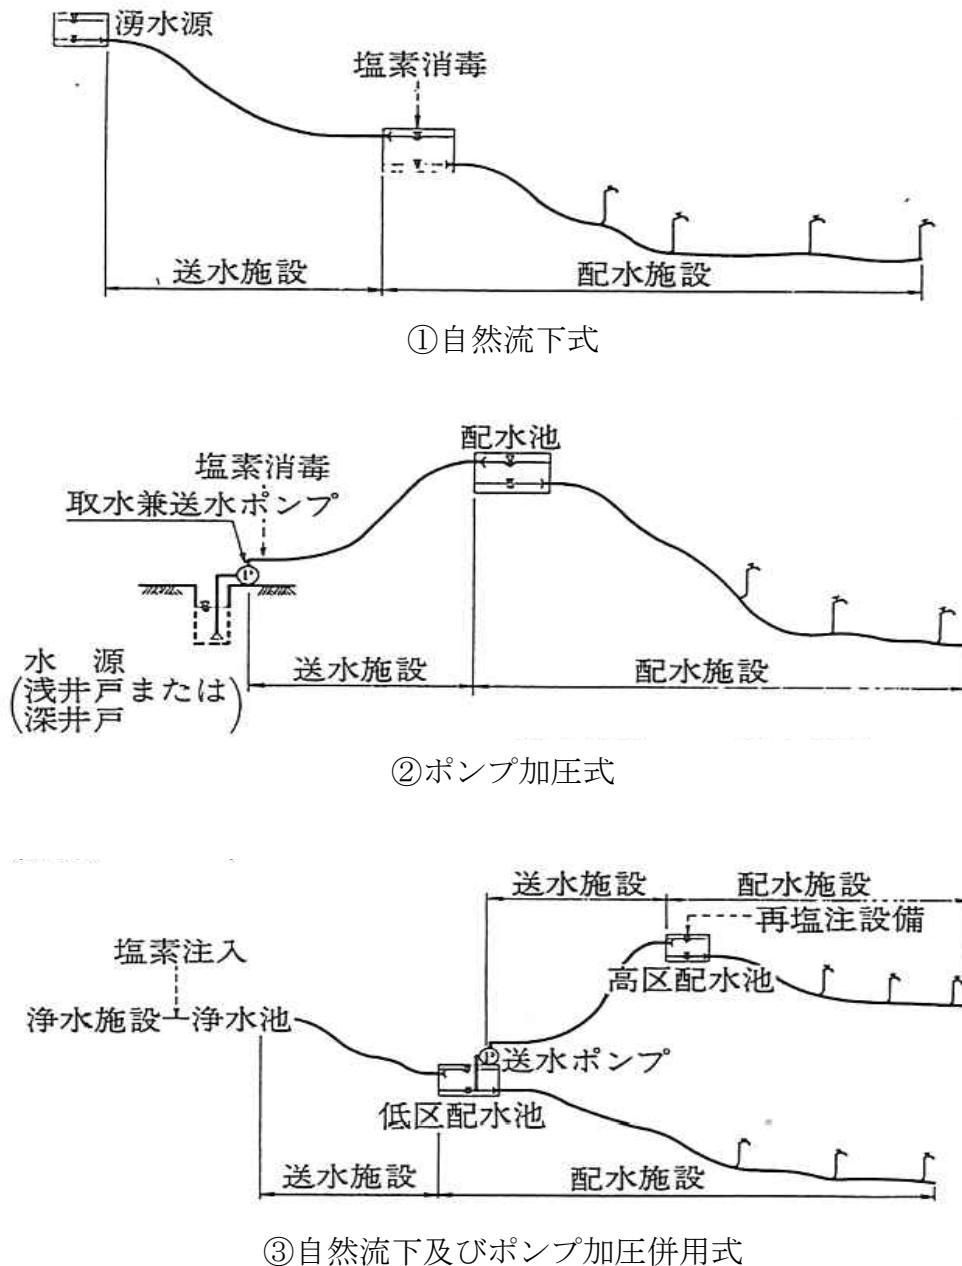 湧水源
塩素消毒
送水施設
配水施設
①自然流下式
配水池
塩素消毒
取水兼送水ポンプ
P
水 源
(浅井戸または
深井戸)
送水施設
配水施設
②ポンプ加圧式
送水施設
配水施設
再塩注設備
塩素注入
高区配水池
浄水施設
浄水池
P
送水ポンプ
低区配水池
送水施設
配水施設
③自然流下及びポンプ加圧併用式